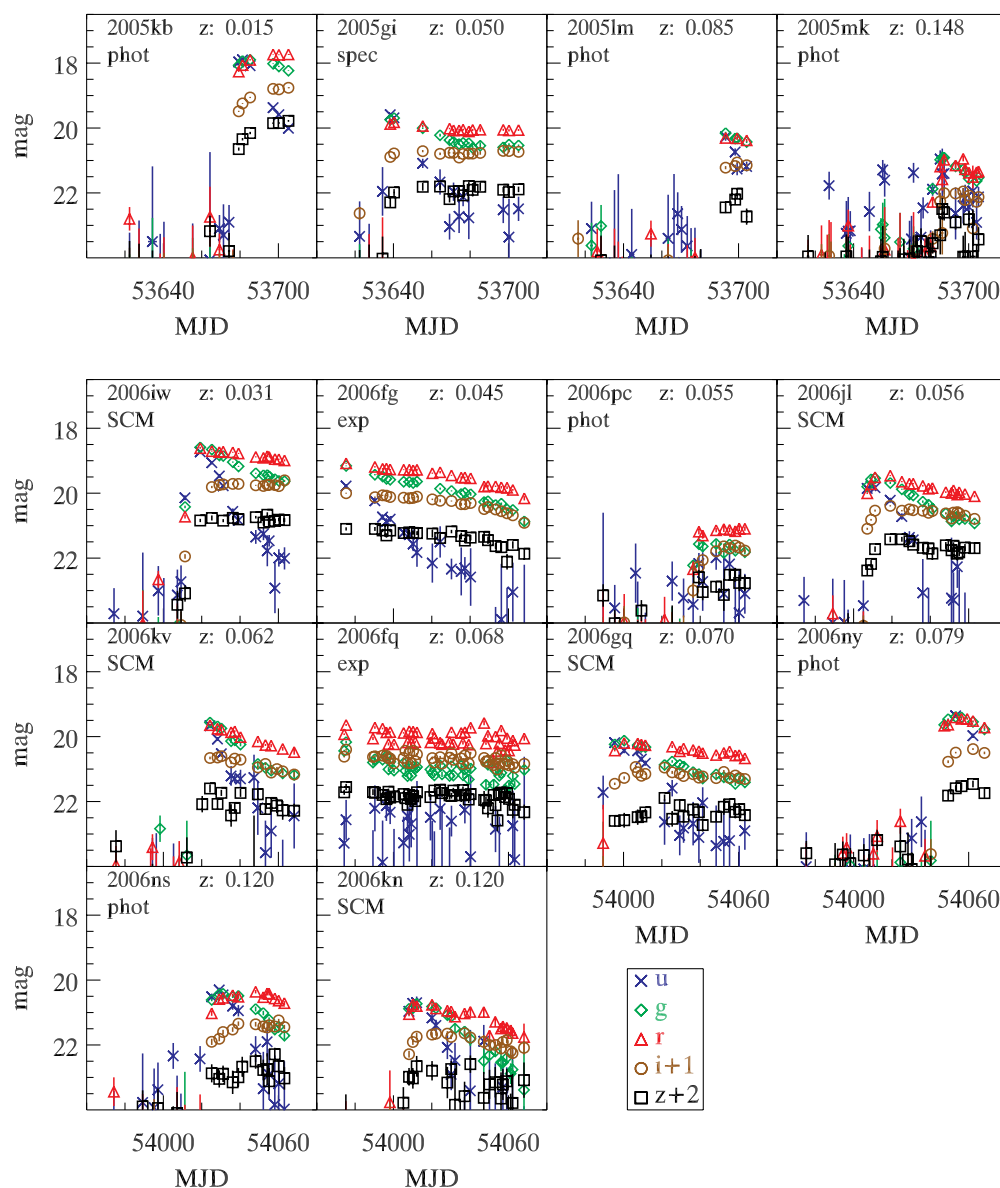 2005kb z: 0.015
phot
2005gi z: 0.050
spec
2005lm z: 0.085
phot
2005mk z: 0.148
phot
18
20
22
mag
53640 53700
MJD
53640 53700
MJD
53640 53700
MJD
53640 53700
MJD
2006iw z: 0.031
SCM
2006fg z: 0.045
exp
2006pc z: 0.055
phot
2006jl z: 0.056
SCM
18
20
22
mag
2006kv z: 0.062
SCM
2006fq z: 0.068
exp
2006gq z: 0.070
SCM
2006ny z: 0.079
phot
18
20
22
mag
54000 54060
MJD
54000 54060
MJD
2006ns z: 0.120
phot
2006kn z: 0.120
SCM
18
20
22
mag
54000 54060
MJD
54000 54060
MJD
u
g
r
i+1
z+2